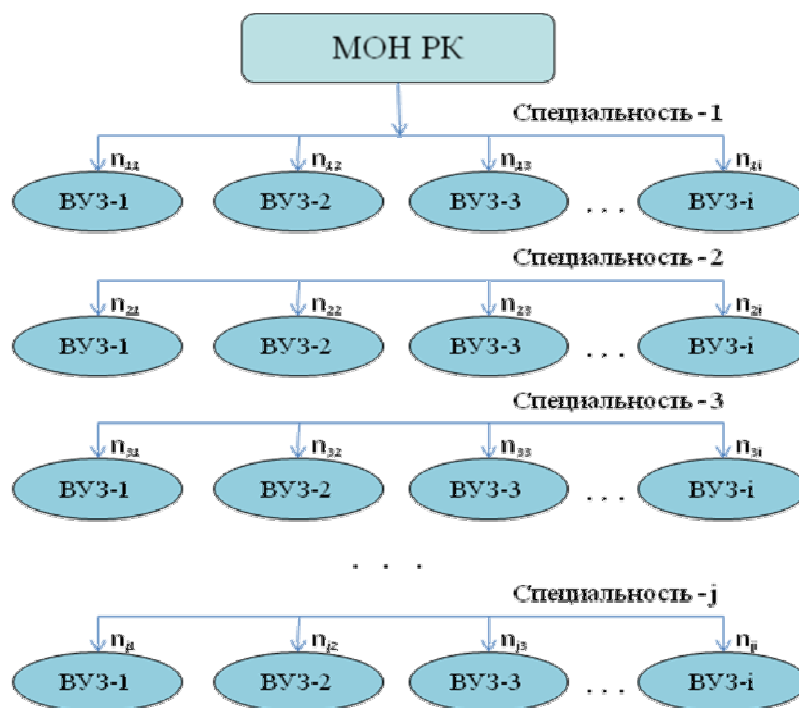 МОН РК
Специальность - 1
n₁₁ n₁₂ n₁₃ n₁ᵢ
ВУЗ-1 ВУЗ-2 ВУЗ-3 . . . ВУЗ-i
Специальность - 2
n₂₁ n₂₂ n₂₃ n₂ᵢ
ВУЗ-1 ВУЗ-2 ВУЗ-3 . . . ВУЗ-i
Специальность - 3
n₃₁ n₃₂ n₃₃ n₃ᵢ
ВУЗ-1 ВУЗ-2 ВУЗ-3 . . . ВУЗ-i
. . .
Специальность - j
nⱼ₁ nⱼ₂ nⱼ₃ nⱼᵢ
ВУЗ-1 ВУЗ-2 ВУЗ-3 . . . ВУЗ-i